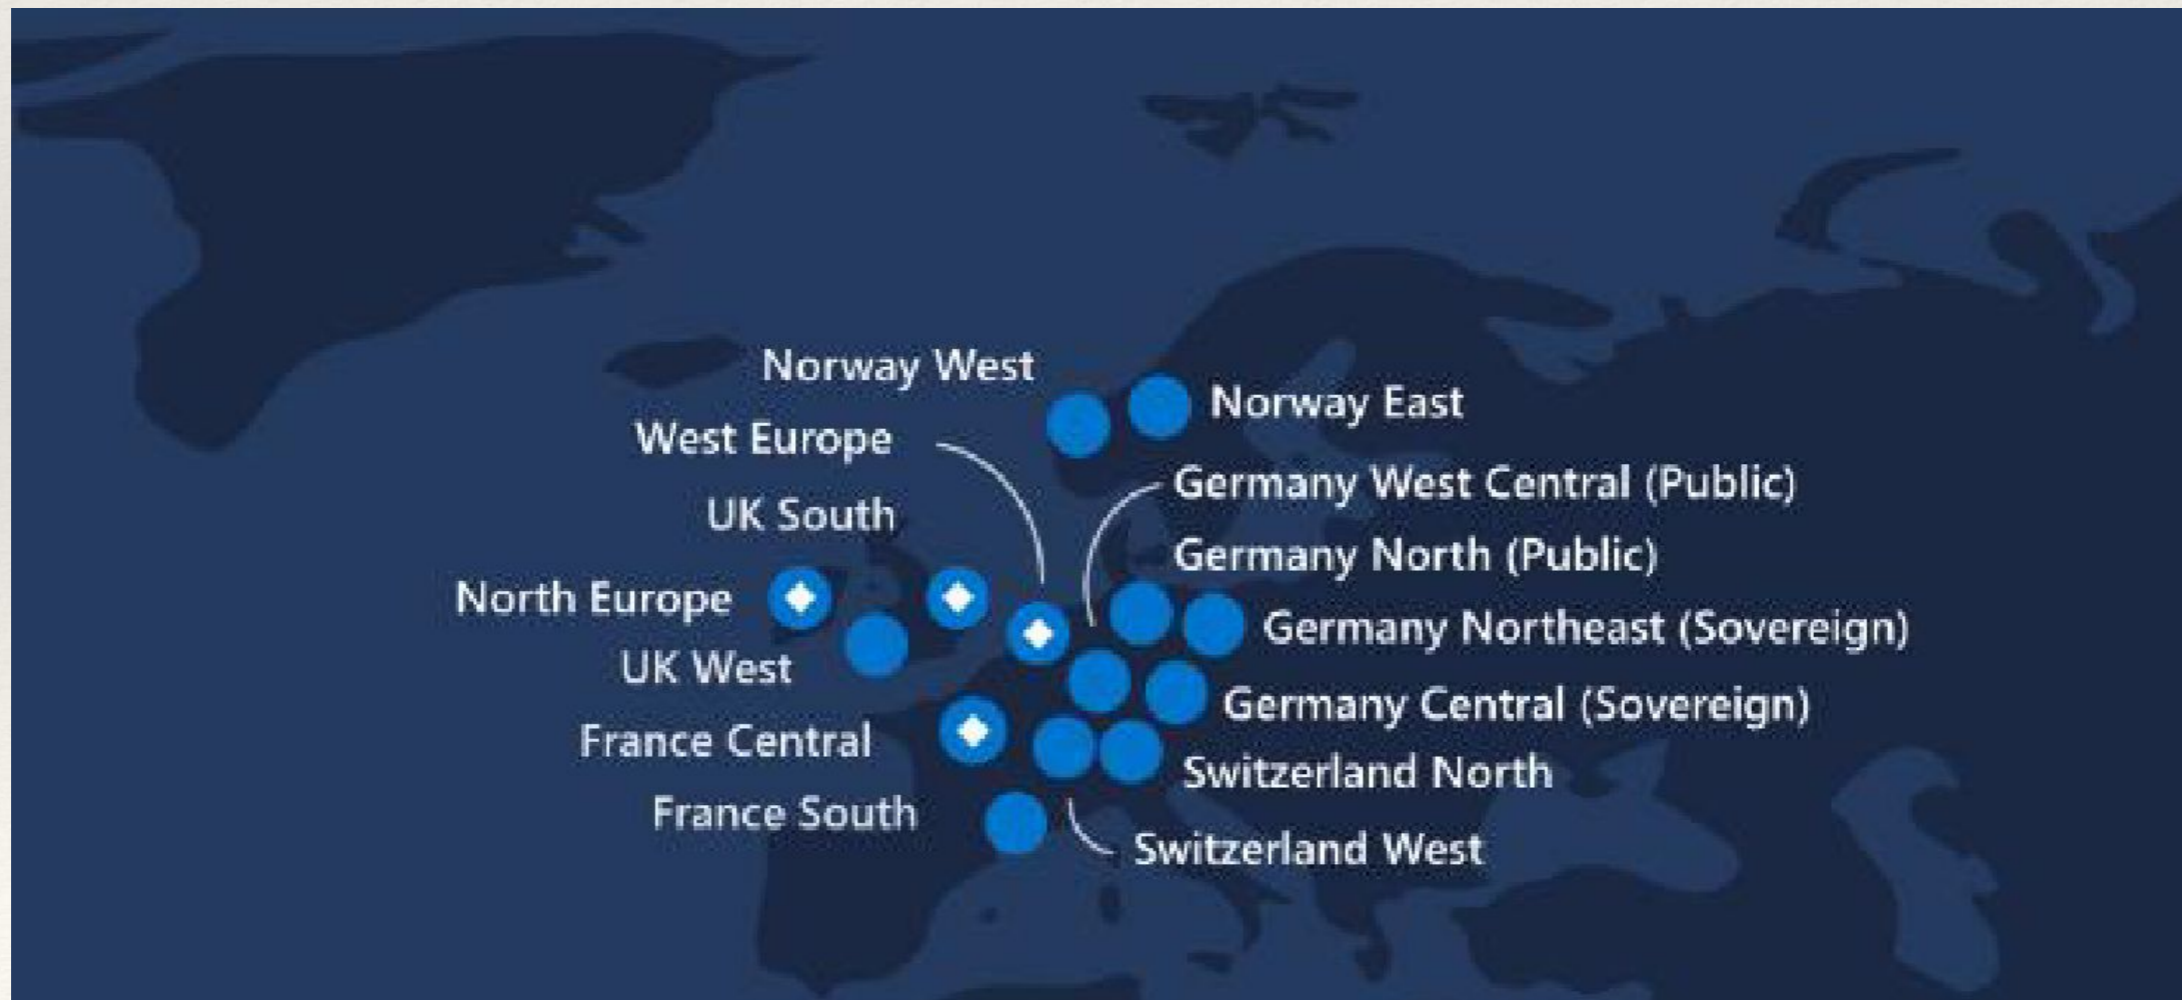 Norway West
Norway East
West Europe
Germany West Central (Public)
UK South
Germany North (Public)
North Europe
Germany Northeast (Sovereign)
UK West
Germany Central (Sovereign)
France Central
Switzerland North
France South
Switzerland West